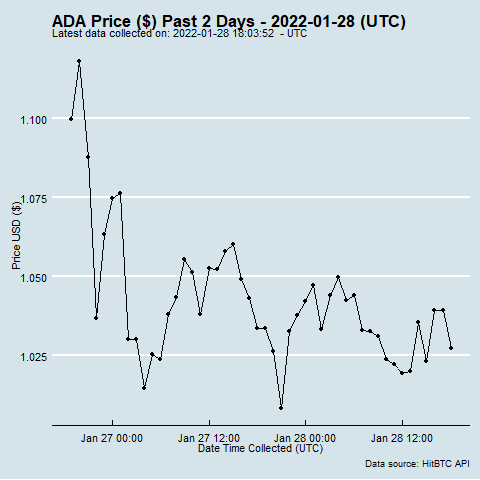 ADA Price ($) Past 2 Days - 2022-01-28 (UTC)
Latest data collected on: 2022-01-28 18:03:52 - UTC
1.100
1.075
1.050
1.025
Price USD ($)
Jan 27 00:00 Jan 27 12:00 Jan 28 00:00 Jan 28 12:00
Date Time Collected (UTC)
Data source: HitBTC API